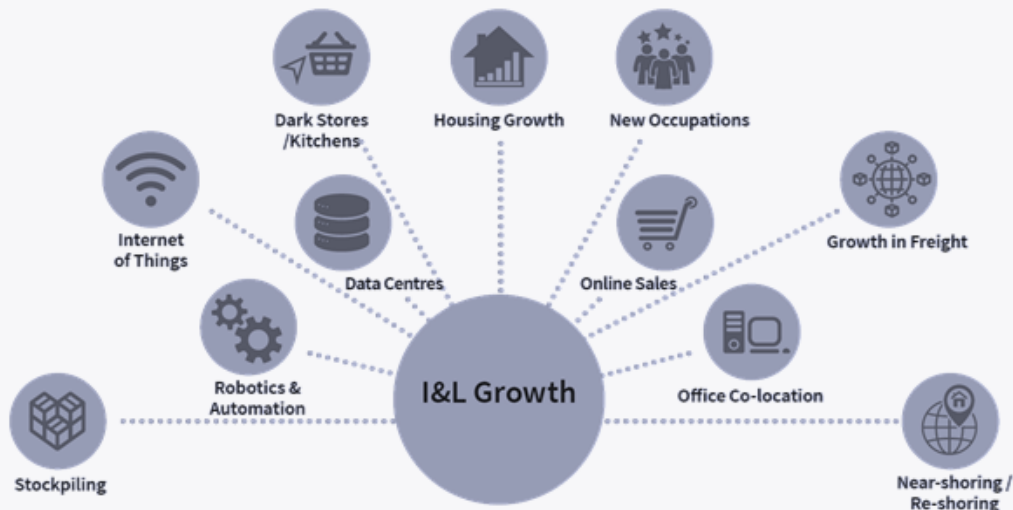 Dark Stores
/Kitchens
Housing Growth
New Occupations
Internet
of Things
Growth in Freight
Data Centres
Online Sales
Robotics &
Automation
I&L Growth
Office Co-location
Stockpiling
Near-shoring /
Re-shoring